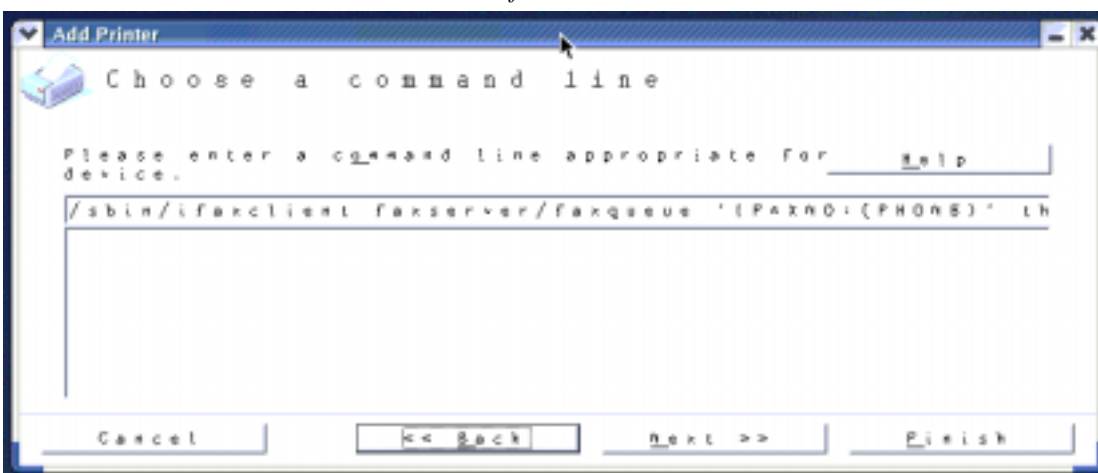 Add Printer
Choose a command line
Please enter a command line appropriate for
device.
Help
/sbin/ifaxclient faxserver/faxqueue '{FAXNO:(PHONE)' th
Cancel
<< Back
Next >>
Finish